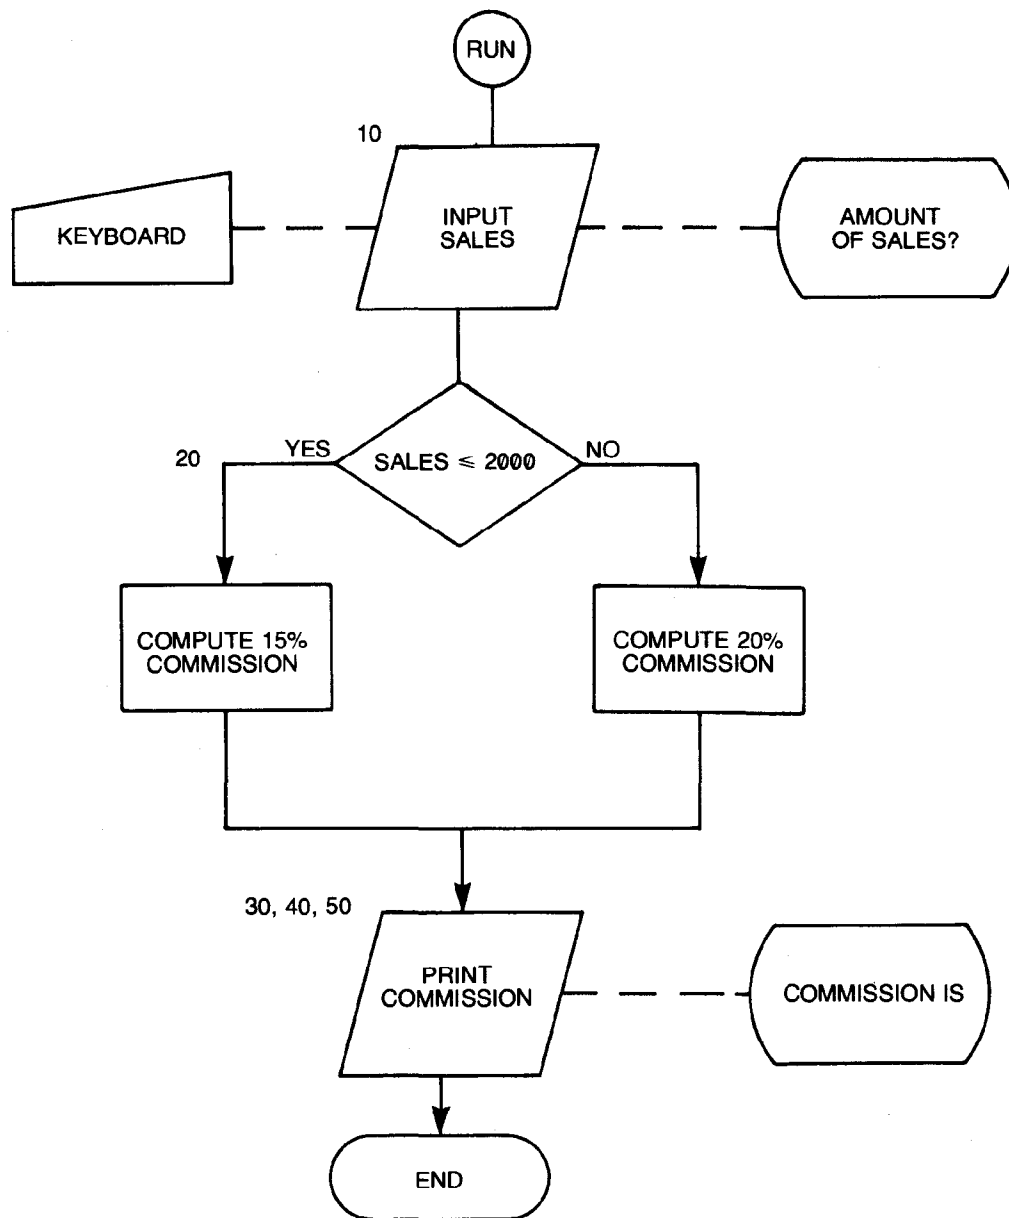 RUN
10
KEYBOARD
INPUT
SALES
AMOUNT
OF SALES?
20
YES
SALES ⩽ 2000
NO
COMPUTE 15%
COMMISSION
COMPUTE 20%
COMMISSION
30, 40, 50
PRINT
COMMISSION
COMMISSION IS
END